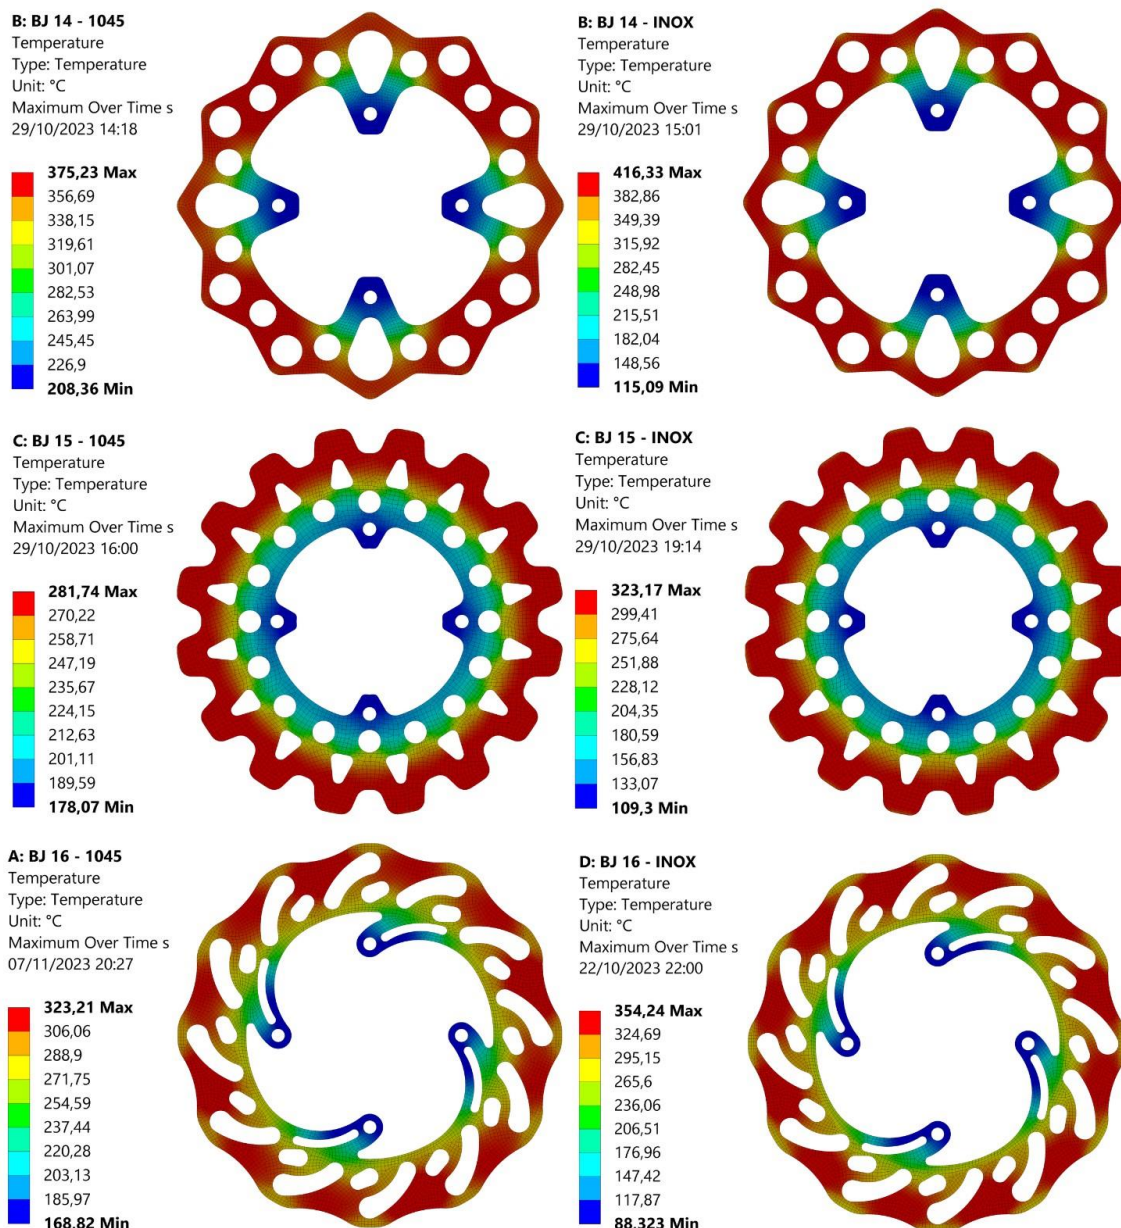 B: BJ 14 - 1045
Temperature
Type: Temperature
Unit: °C
Maximum Over Time s
29/10/2023 14:18
375,23 Max
356,69
338,15
319,61
301,07
282,53
263,99
245,45
226,9
208,36 Min
B: BJ 14 - INOX
Temperature
Type: Temperature
Unit: °C
Maximum Over Time s
29/10/2023 15:01
416,33 Max
382,86
349,39
315,92
282,45
248,98
215,51
182,04
148,56
115,09 Min
C: BJ 15 - 1045
Temperature
Type: Temperature
Unit: °C
Maximum Over Time s
29/10/2023 16:00
281,74 Max
270,22
258,71
247,19
235,67
224,15
212,63
201,11
189,59
178,07 Min
C: BJ 15 - INOX
Temperature
Type: Temperature
Unit: °C
Maximum Over Time s
29/10/2023 19:14
323,17 Max
299,41
275,64
251,88
228,12
204,35
180,59
156,83
133,07
109,3 Min
A: BJ 16 - 1045
Temperature
Type: Temperature
Unit: °C
Maximum Over Time s
07/11/2023 20:27
323,21 Max
306,06
288,9
271,75
254,59
237,44
220,28
203,13
185,97
168,82 Min
D: BJ 16 - INOX
Temperature
Type: Temperature
Unit: °C
Maximum Over Time s
22/10/2023 22:00
354,24 Max
324,69
295,15
265,6
236,06
206,51
176,96
147,42
117,87
88,323 Min